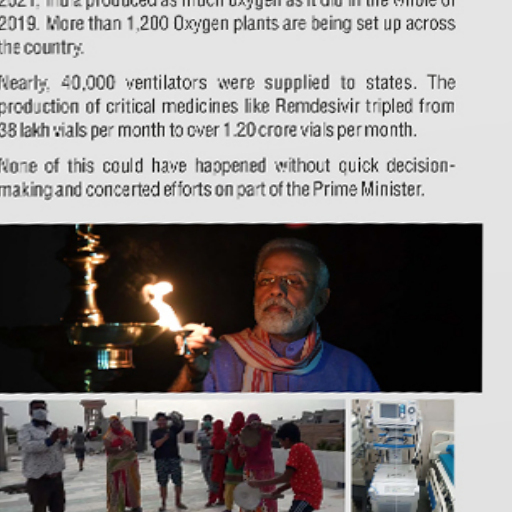 2021, India produced as much oxygen as it did in the whole of
2019. More than 1,200 Oxygen plants are being set up across
the country.
Nearly, 40,000 ventilators were supplied to states. The
production of critical medicines like Remdesivir tripled from
38 lakh vials per month to over 1.20 crore vials per month.
None of this could have happened without quick decision-
making and concerted efforts on part of the Prime Minister.